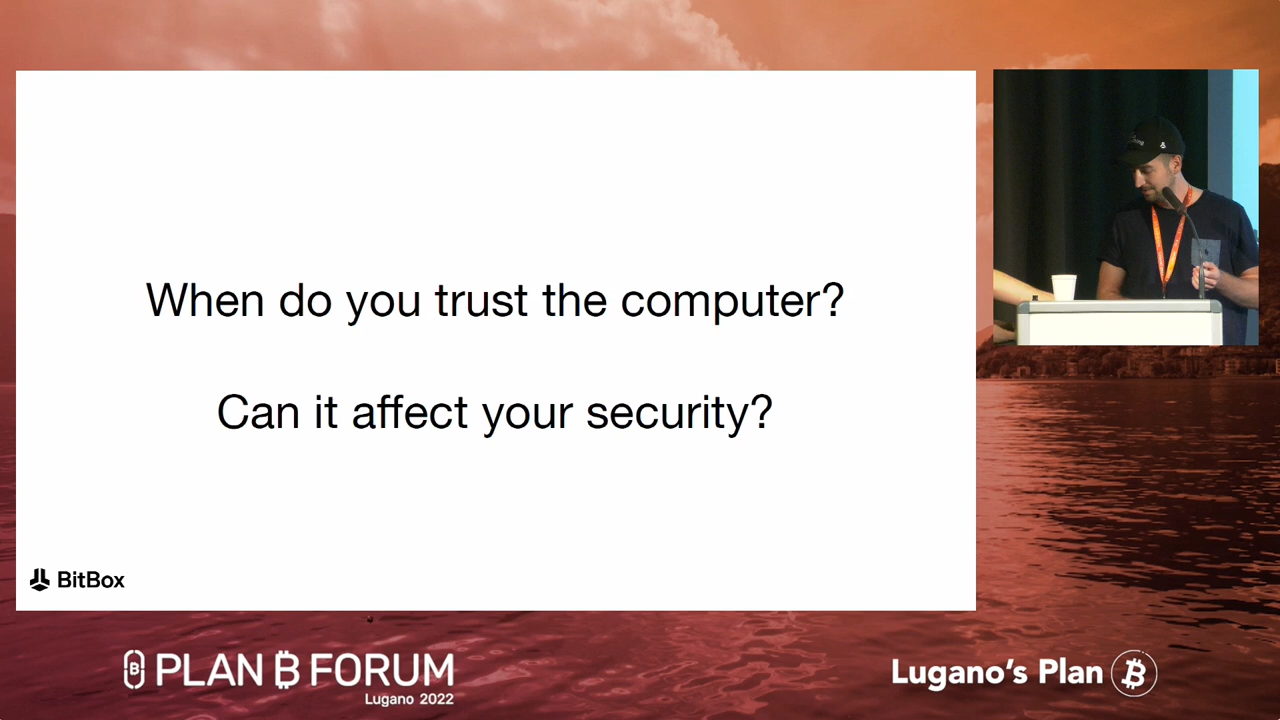 When do you trust the computer?
Can it affect your security?
BitBox
PLAN ₿ FORUM
Lugano 2022
Lugano's Plan ₿